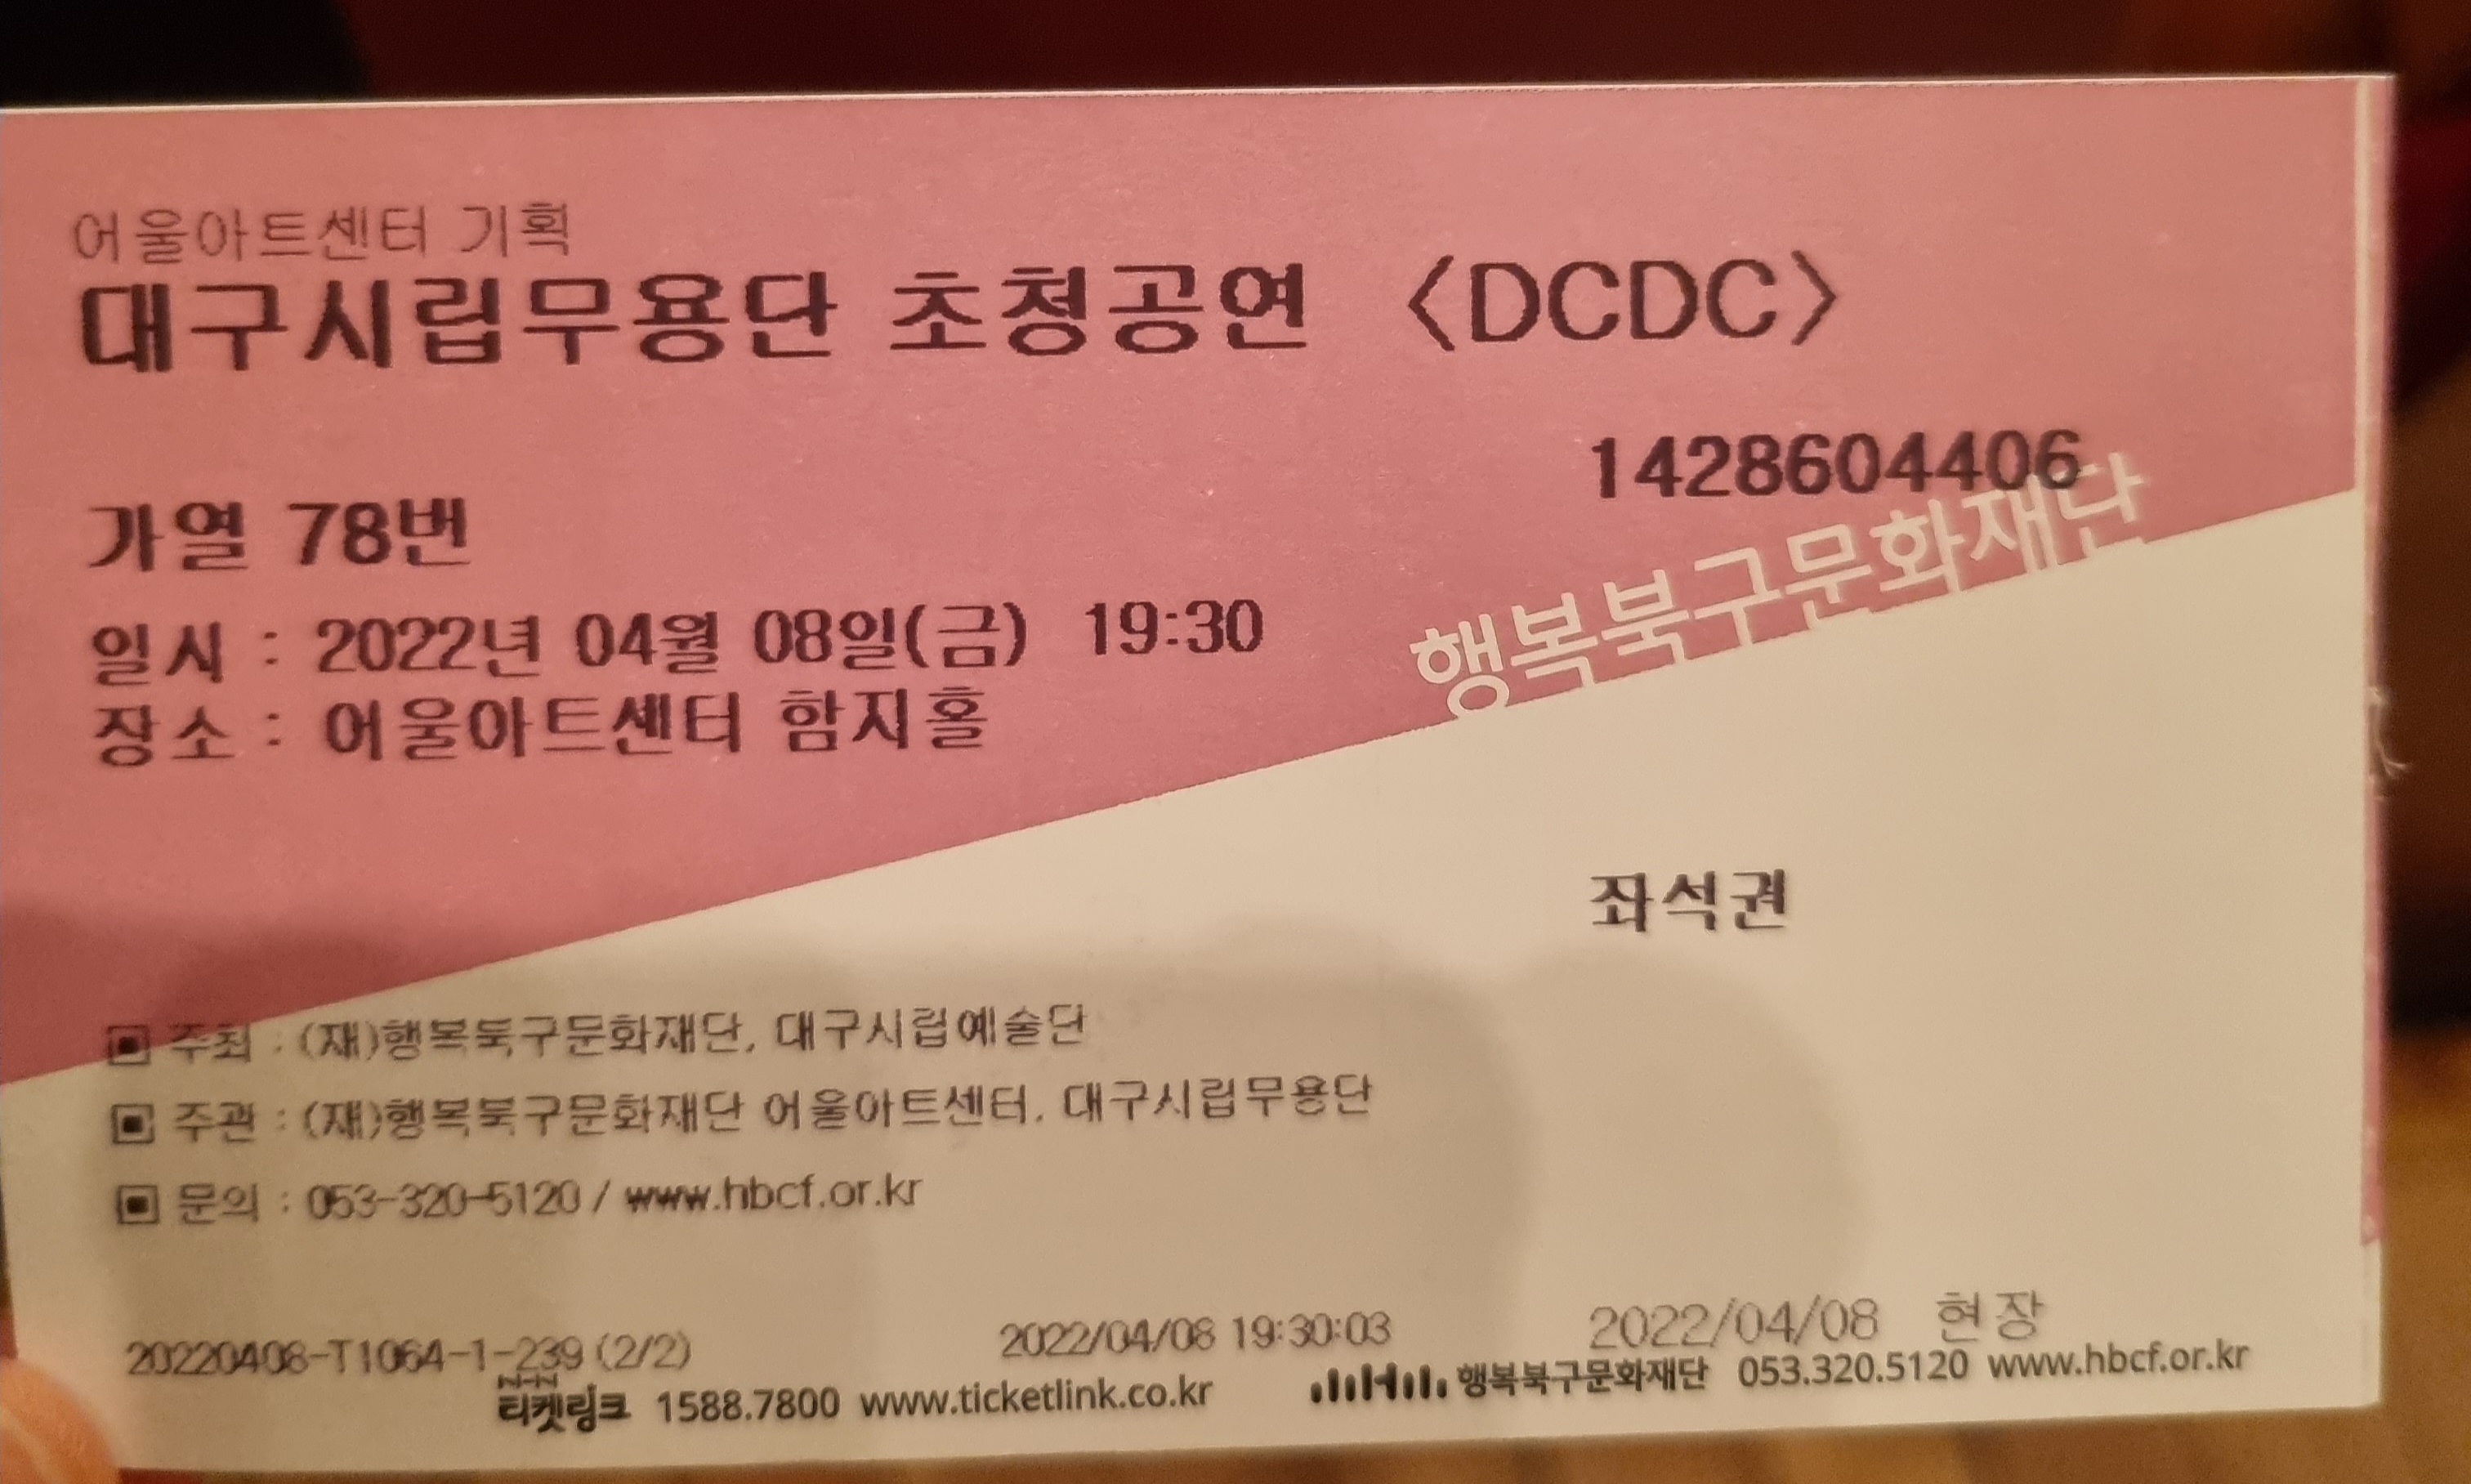 어울아트센터 기획
대구시립무용단 초청공연 〈DCDC〉
1428604406
행복북구문화재단
가열 78번
일시 : 2022년 04월 08일(금) 19:30
장소 : 어울아트센터 함지홀
좌석권
▣ 주최 : (재)행복북구문화재단, 대구시립예술단
▣ 주관 : (재)행복북구문화재단 어울아트센터, 대구시립무용단
▣ 문의 : 053-320-5120 / www.hbcf.or.kr
20220408-T1064-1-239 (2/2) 2022/04/08 19:30:03 2022/04/08 현장
티켓링크 1588.7800 www.ticketlink.co.kr 행복북구문화재단 053.320.5120 www.hbcf.or.kr